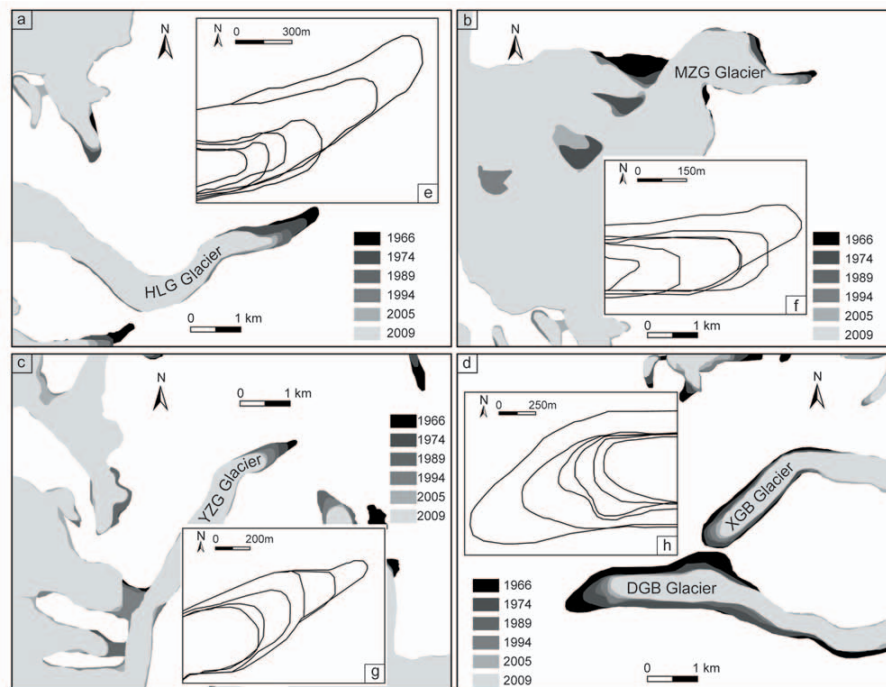 a
N
HLG Glacier
0 1 km
1966
1974
1989
1994
2005
2009
N
0 300m
e
b
N
MZG Glacier
N
0 150m
f
0 1 km
1966
1974
1989
1994
2005
2009
c
N
0 1 km
YZG Glacier
1966
1974
1989
1994
2005
2009
N
0 200m
g
d
N
N
0 250m
h
XGB Glacier
DGB Glacier
1966
1974
1989
1994
2005
2009
0 1 km